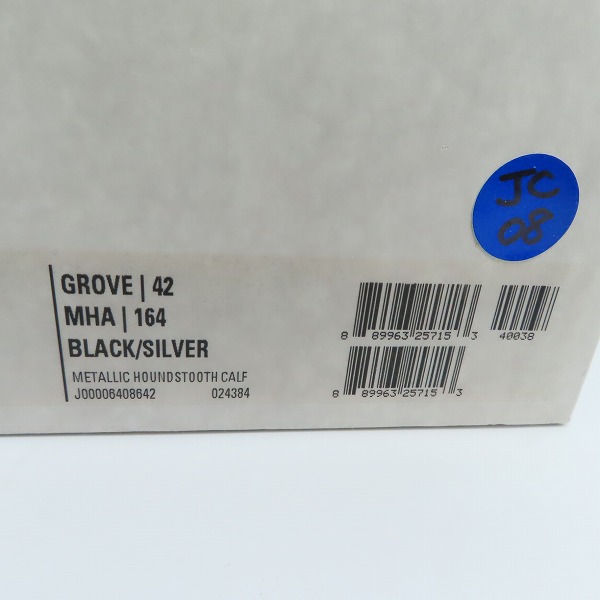 JC
08
GROVE | 42
MHA | 164
BLACK/SILVER
METALLIC HOUNDSTOOTH CALF
J00006408642 024384
8 89963 25715 3 40038
8 89963 25715 3